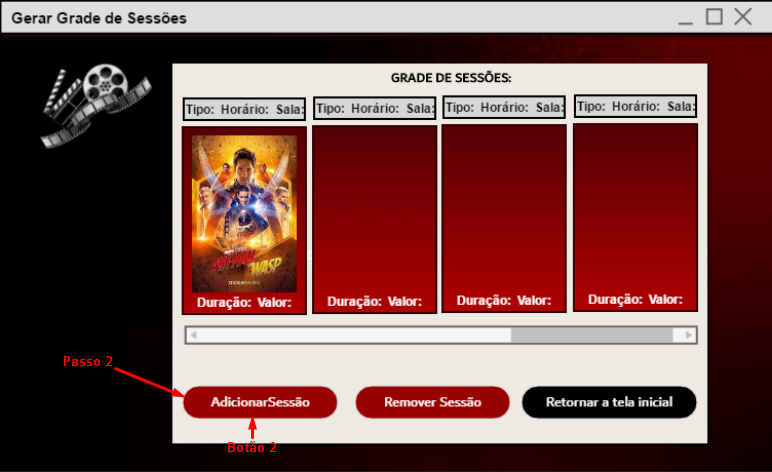 Gerar Grade de Sessões
GRADE DE SESSÕES:
Tipo: Horário: Sala:
Tipo: Horário: Sala:
Tipo: Horário: Sala:
Tipo: Horário: Sala:
ANT-MAN
WASP
Duração: Valor:
Duração: Valor:
Duração: Valor:
Duração: Valor:
Passo 2
AdicionarSessão
Remover Sessão
Retornar a tela inicial
Botão 2